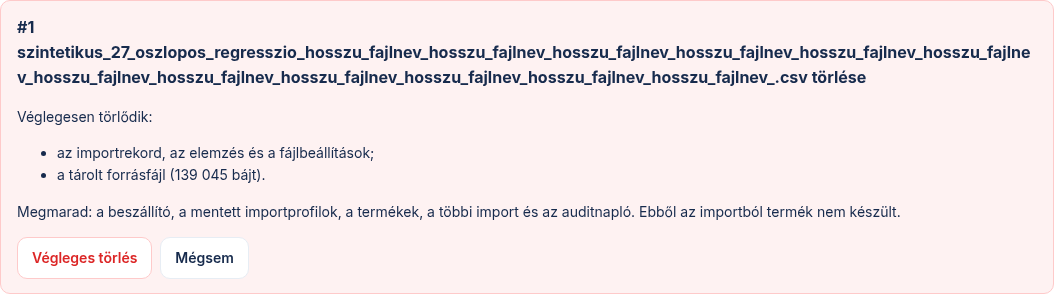 #1
szintetikus_27_oszlopos_regresszio_hosszu_fajlnev_hosszu_fajlnev_hosszu_fajlnev_hosszu_fajlnev_hosszu_fajlnev_hosszu_fajlne
v_hosszu_fajlnev_hosszu_fajlnev_hosszu_fajlnev_hosszu_fajlnev_hosszu_fajlnev_hosszu_fajlnev_.csv törlése
Véglegesen törlődik:
• az importrekord, az elemzés és a fájlbeállítások;
• a tárolt forrásfájl (139 045 bájt).
Megmarad: a beszállító, a mentett importprofilok, a termékek, a többi import és az auditnapló. Ebből az importból termék nem készült.
Végleges törlés
Mégsem